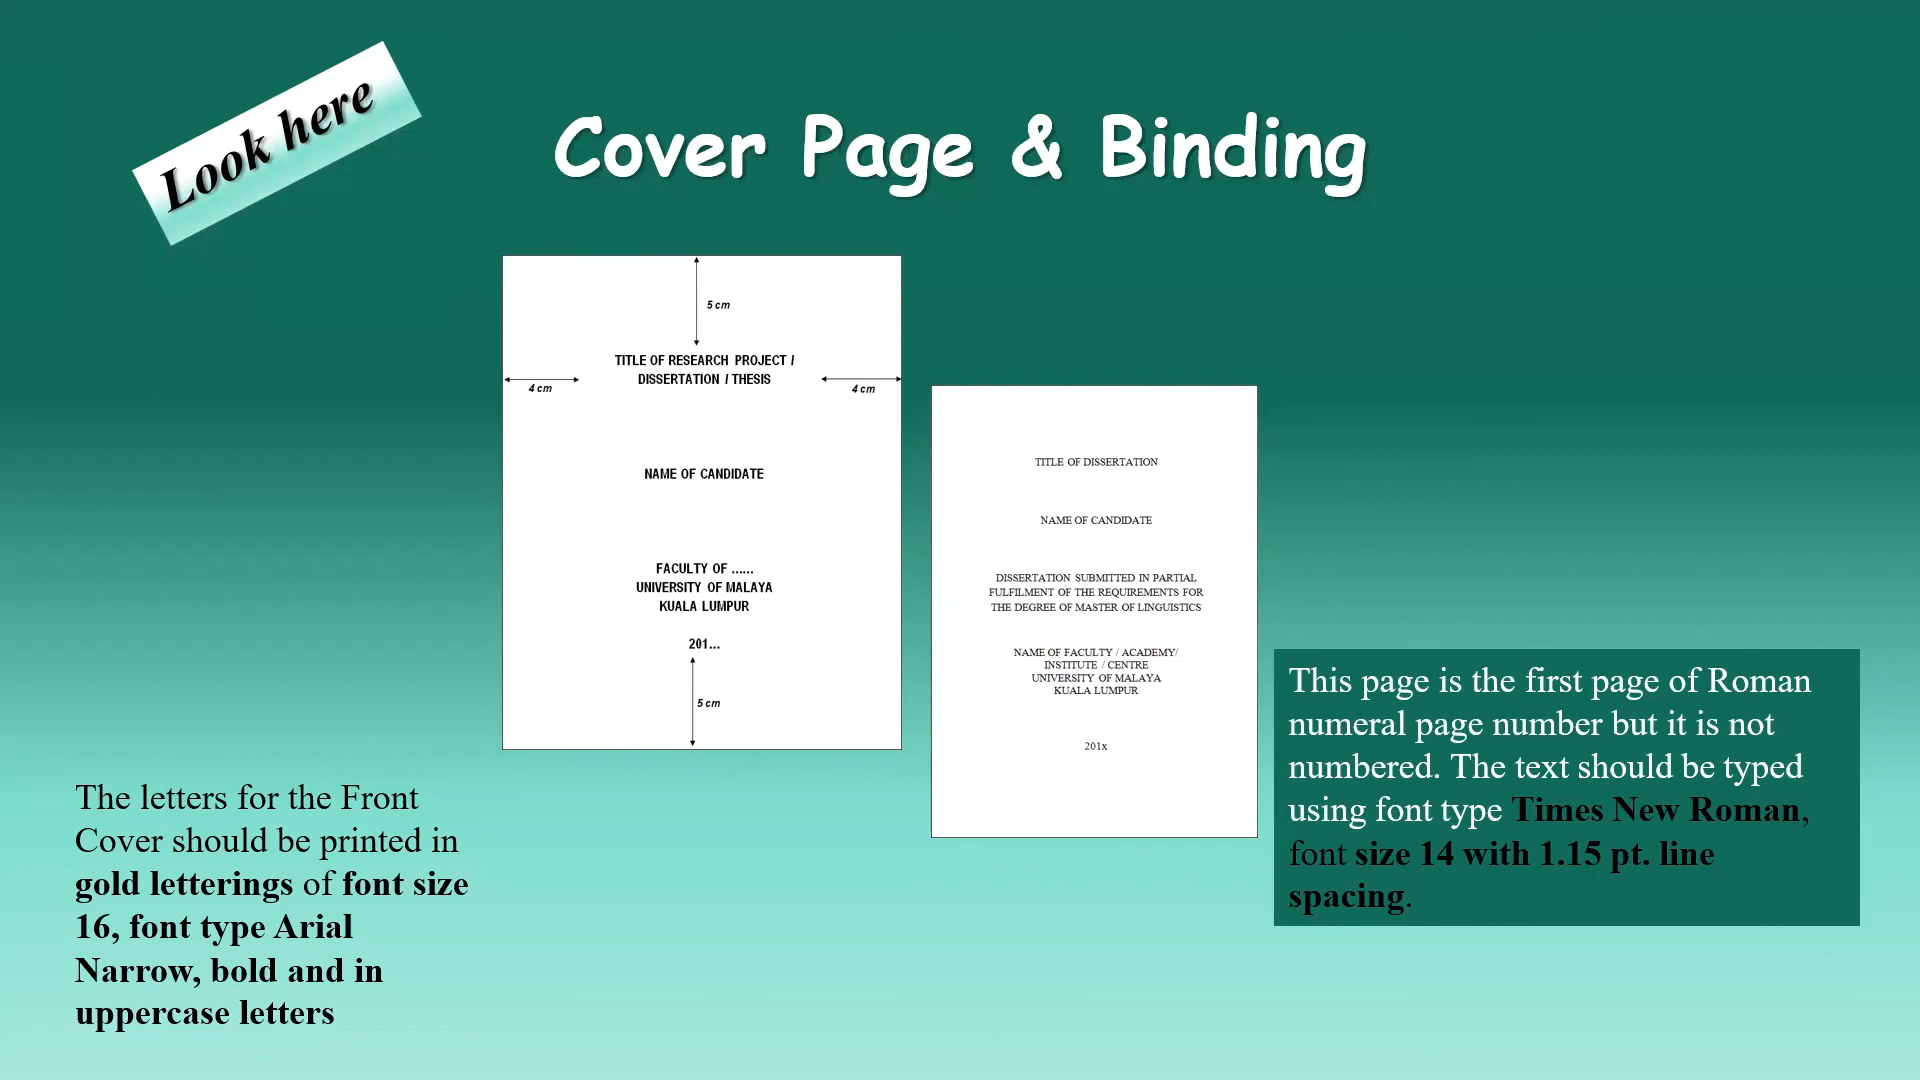 Look here
Cover Page & Binding
5 cm
TITLE OF RESEARCH PROJECT /
DISSERTATION / THESIS
4 cm
4 cm
NAME OF CANDIDATE
FACULTY OF ......
UNIVERSITY OF MALAYA
KUALA LUMPUR
201...
5 cm
TITLE OF DISSERTATION
NAME OF CANDIDATE
DISSERTATION SUBMITTED IN PARTIAL
FULFILMENT OF THE REQUIREMENTS FOR
THE DEGREE OF MASTER OF LINGUISTICS
NAME OF FACULTY / ACADEMY/
INSTITUTE / CENTRE
UNIVERSITY OF MALAYA
KUALA LUMPUR
201x
The letters for the Front
Cover should be printed in
gold letterings of font size
16, font type Arial
Narrow, bold and in
uppercase letters
This page is the first page of Roman
numeral page number but it is not
numbered. The text should be typed
using font type Times New Roman,
font size 14 with 1.15 pt. line
spacing.